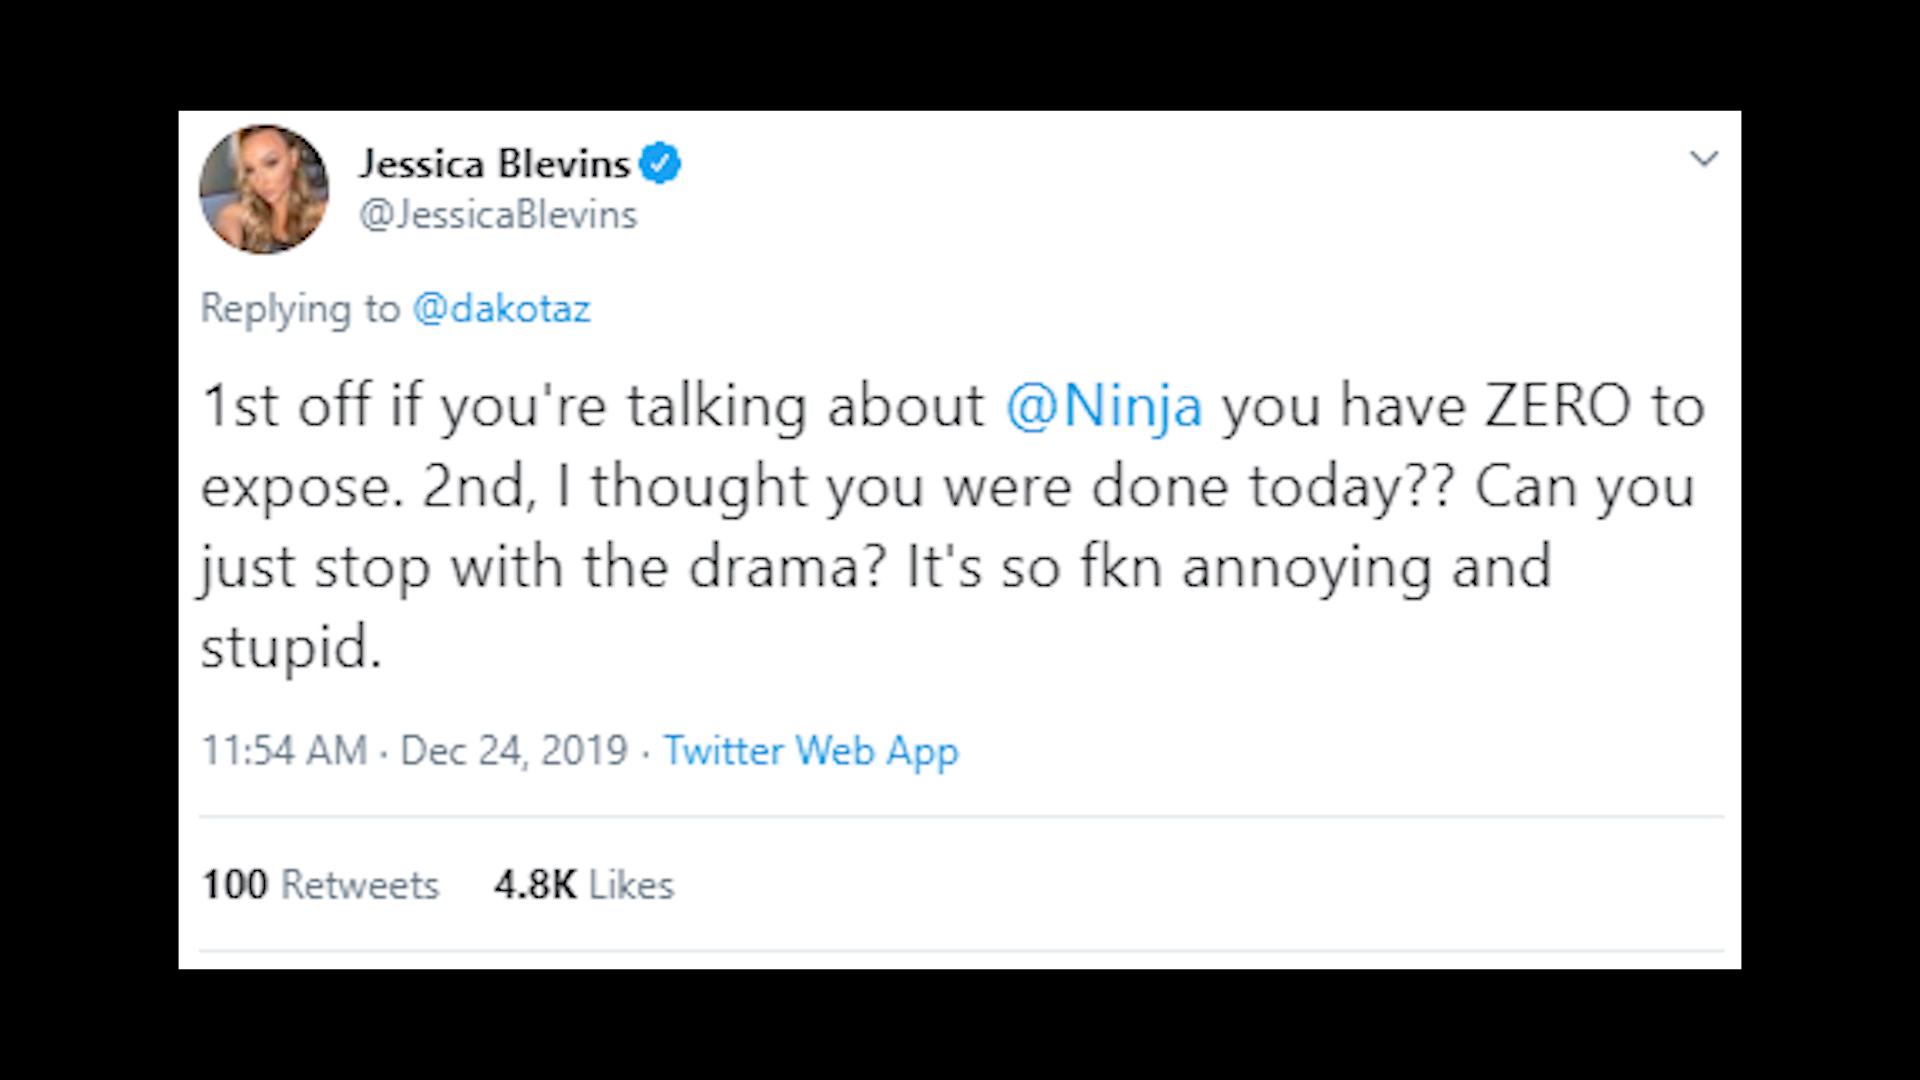 Jessica Blevins
@JessicaBlevins
Replying to @dakotaz
1st off if you're talking about @Ninja you have ZERO to
expose. 2nd, I thought you were done today?? Can you
just stop with the drama? It's so fkn annoying and
stupid.
11:54 AM · Dec 24, 2019 · Twitter Web App
100 Retweets 4.8K Likes